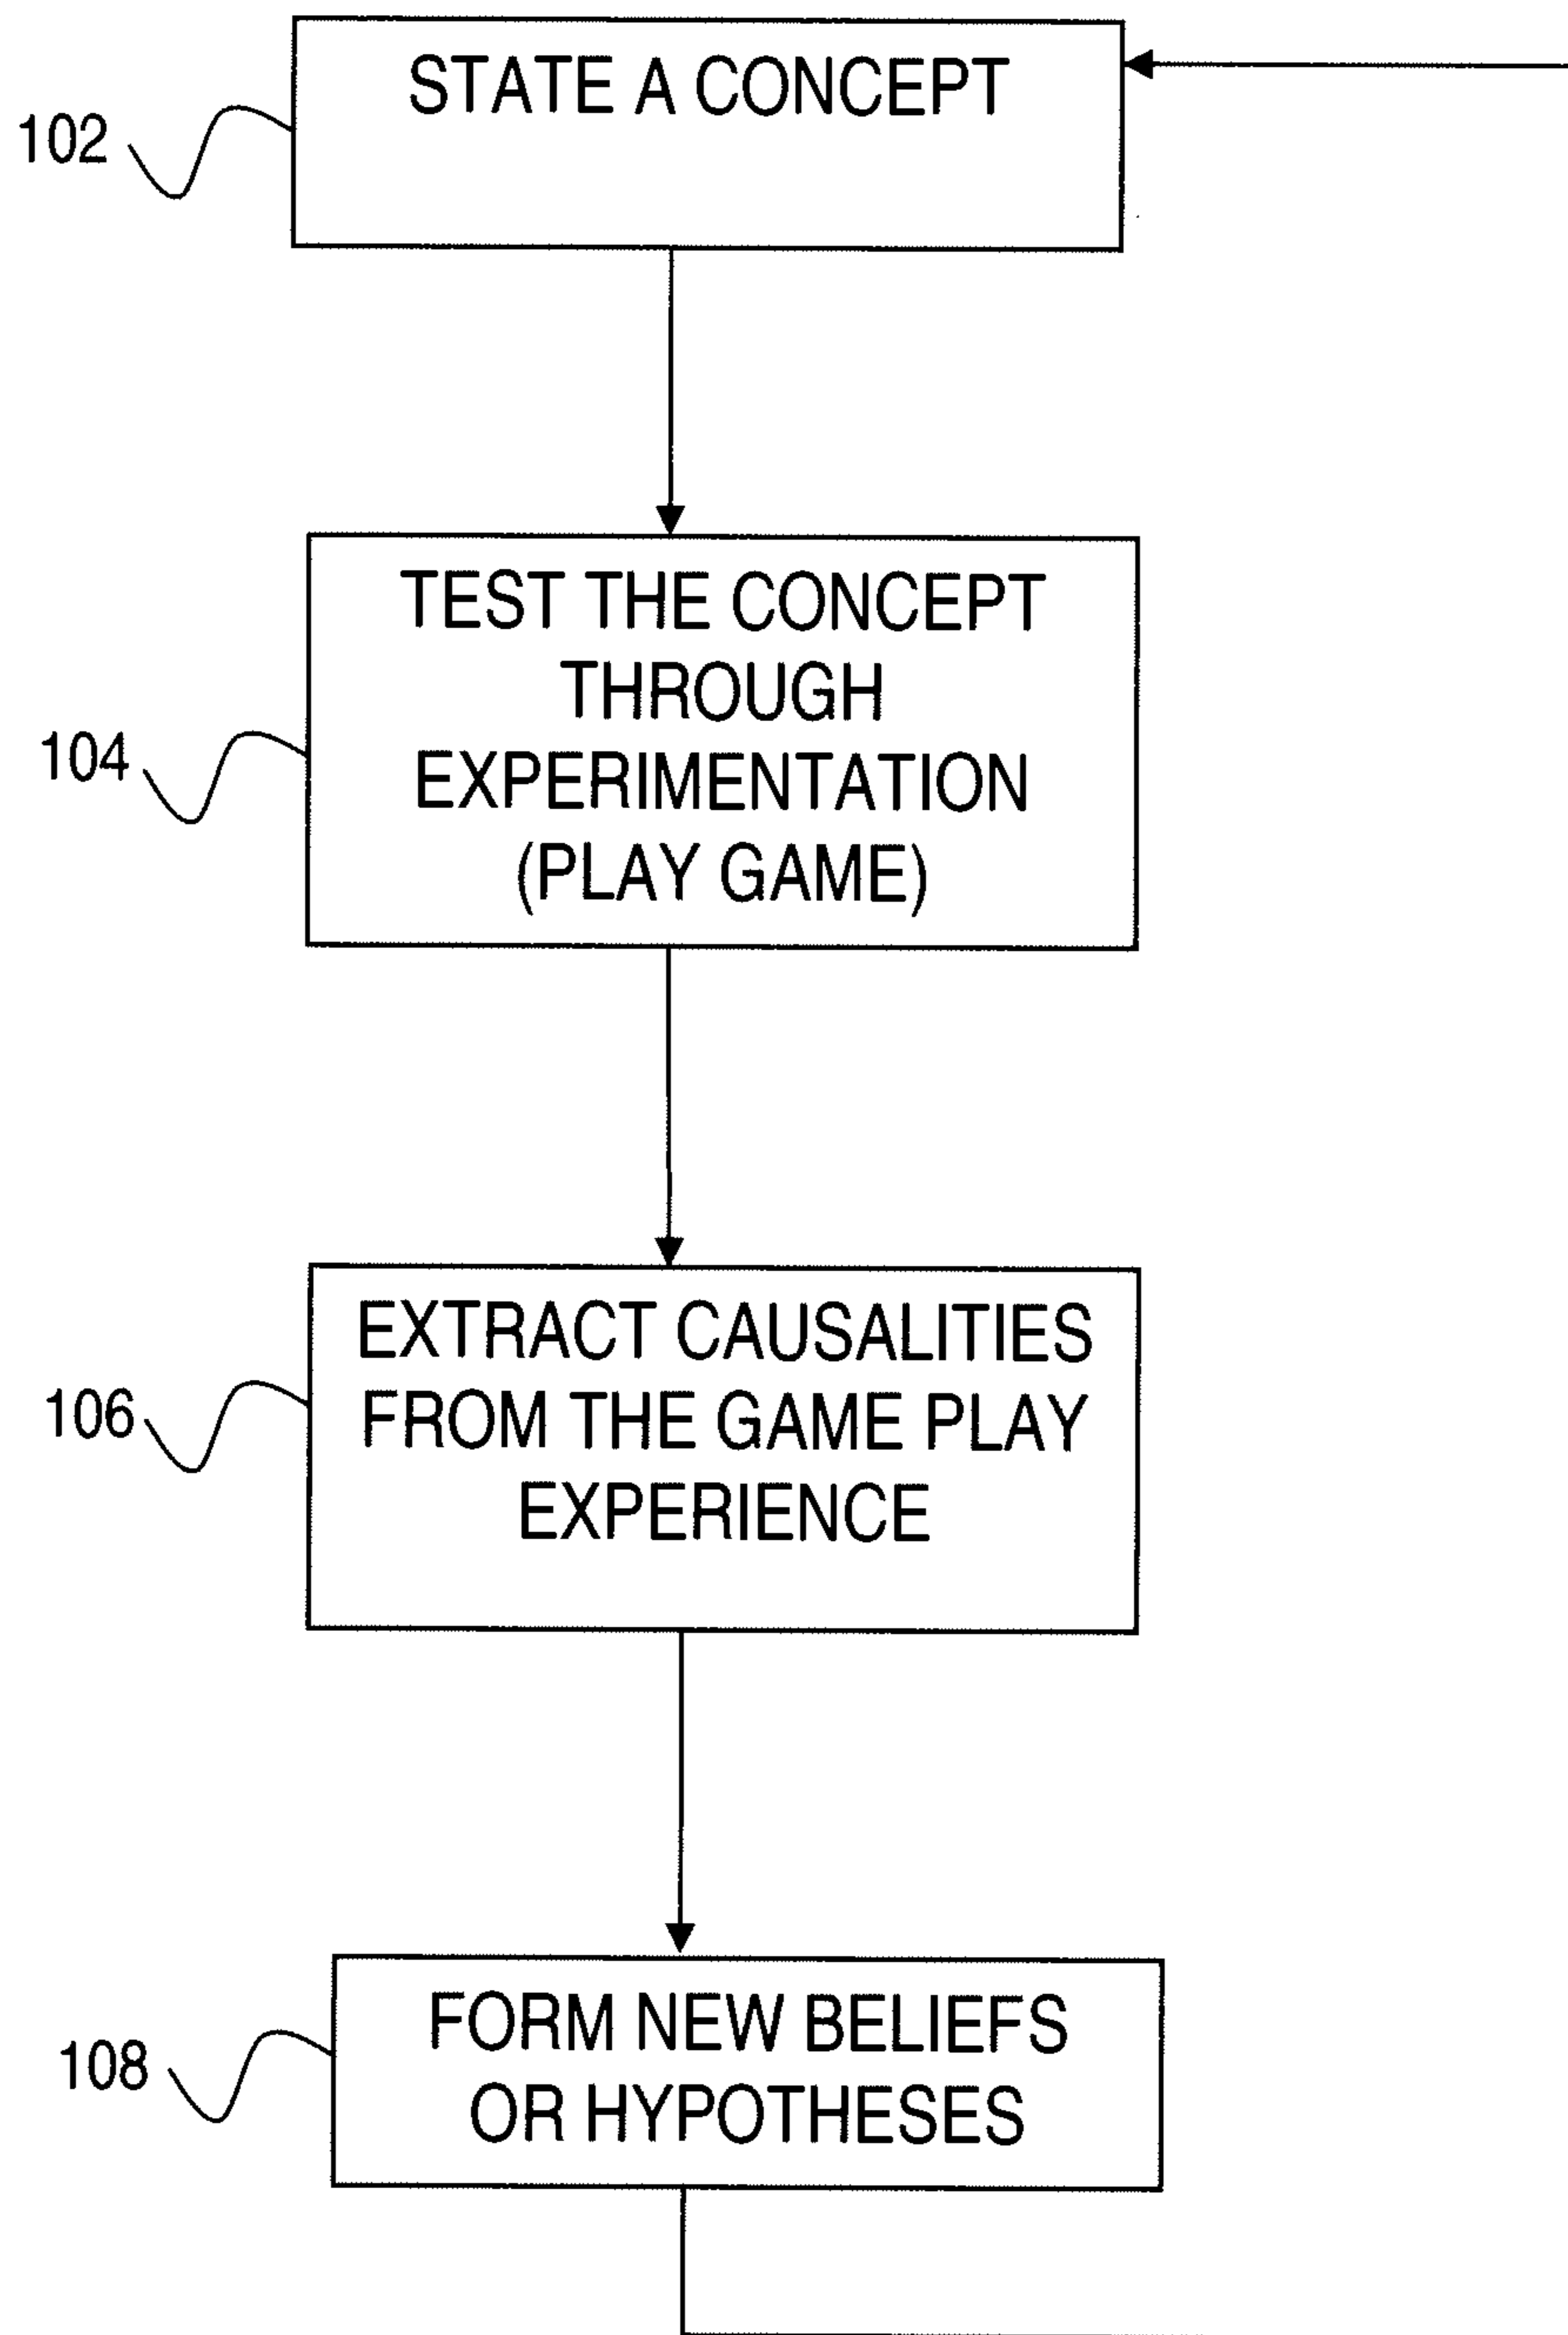 STATE A CONCEPT
102
TEST THE CONCEPT
THROUGH
EXPERIMENTATION
(PLAY GAME)
104
EXTRACT CAUSALITIES
FROM THE GAME PLAY
EXPERIENCE
106
FORM NEW BELIEFS
OR HYPOTHESES
108